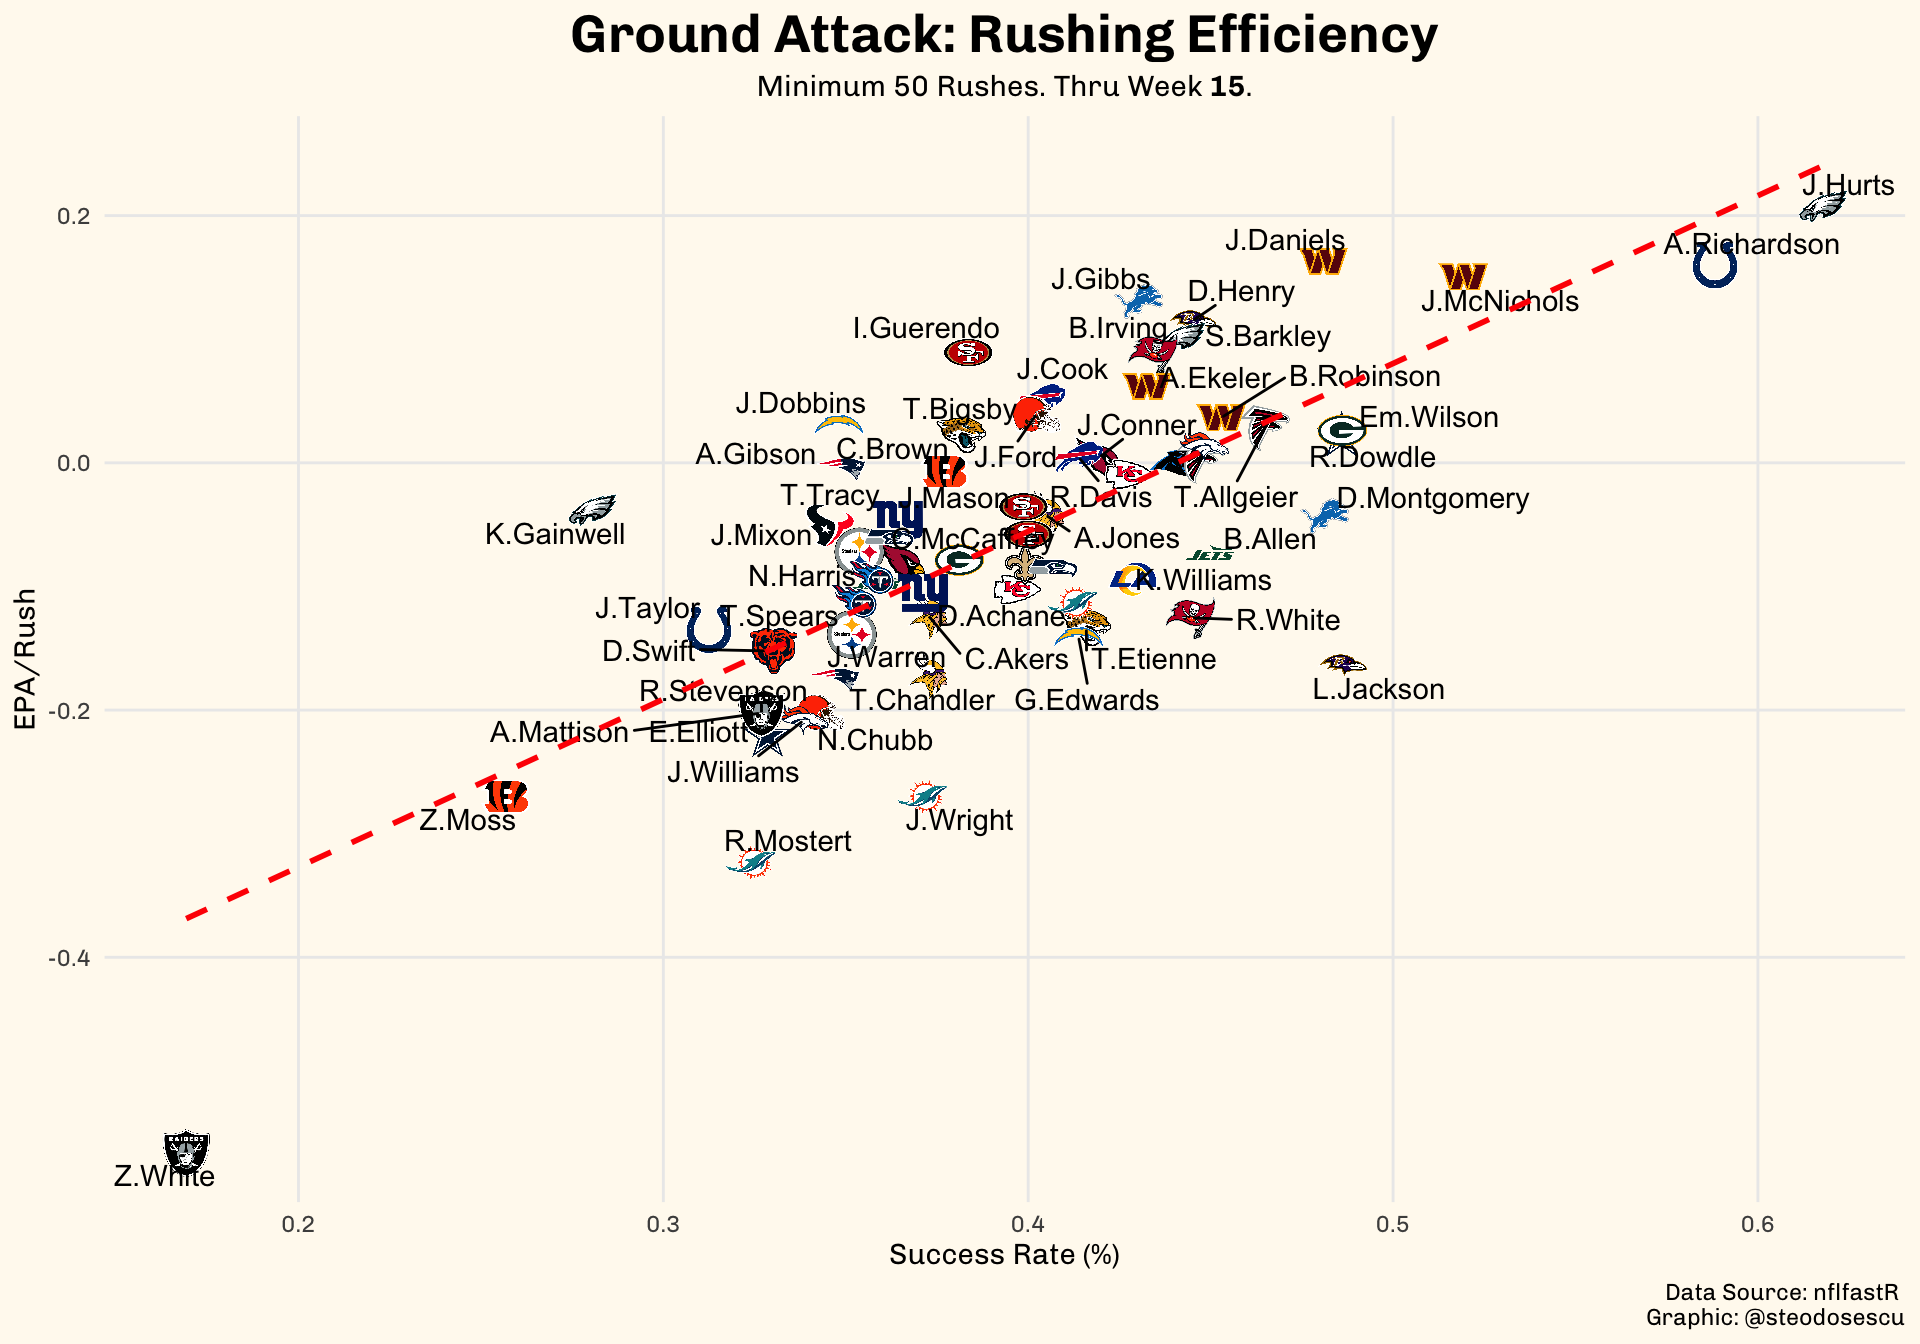 Ground Attack: Rushing Efficiency
Minimum 50 Rushes. Thru Week 15.
EPA/Rush
0.2
0.0
-0.2
-0.4
J.Hurts
A.Richardson
J.Daniels
J.McNichols
J.Gibbs
D.Henry
I.Guerendo
B.Irving
S.Barkley
J.Cook
A.Ekeler
B.Robinson
J.Dobbins
T.Bigsby
J.Conner
Em.Wilson
A.Gibson
C.Brown
J.Ford
R.Dowdle
T.Tracy
J.Mason
R.Davis
T.Allgeier
D.Montgomery
K.Gainwell
J.Mixon
C.McCaffrey
A.Jones
B.Allen
JETS
N.Harris
K.Williams
J.Taylor
T.Spears
D.Achane
R.White
D.Swift
J.Warren
C.Akers
T.Etienne
R.Stevenson
T.Chandler
G.Edwards
L.Jackson
A.Mattison
E.Elliott
N.Chubb
J.Williams
Z.Moss
J.Wright
R.Mostert
RAIDERS
Z.White
0.2
0.3
0.4
0.5
0.6
Success Rate (%)
Data Source: nflfastR
Graphic: @steodosescu